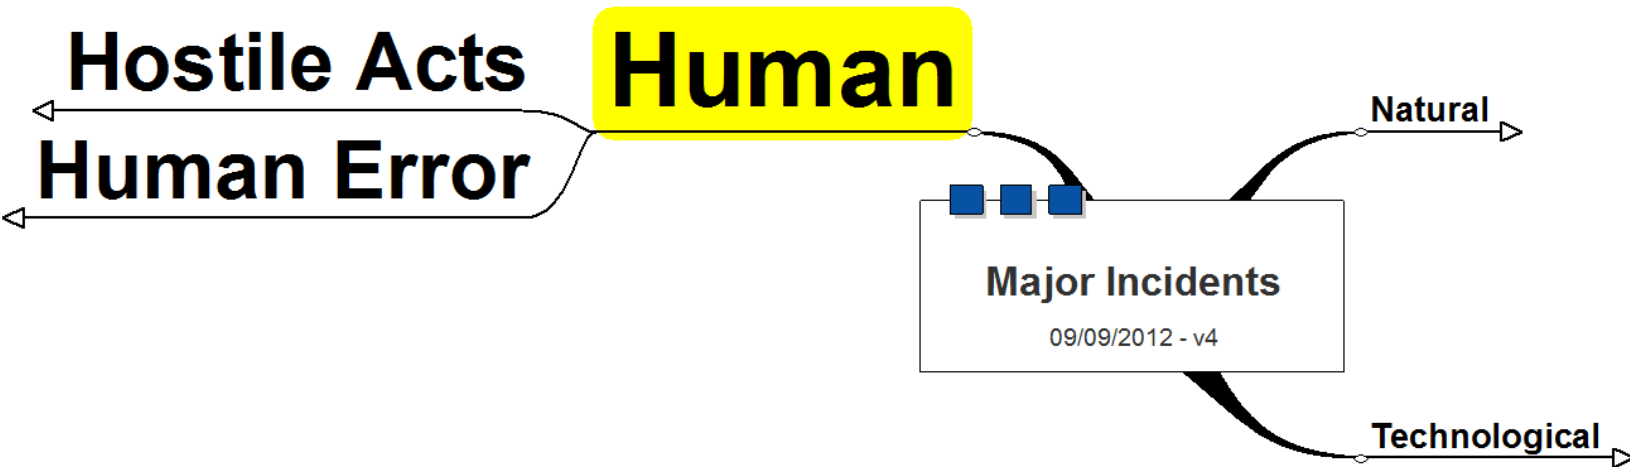 Hostile Acts
Human
Human Error
Natural
Major Incidents
09/09/2012 - v4
Technological